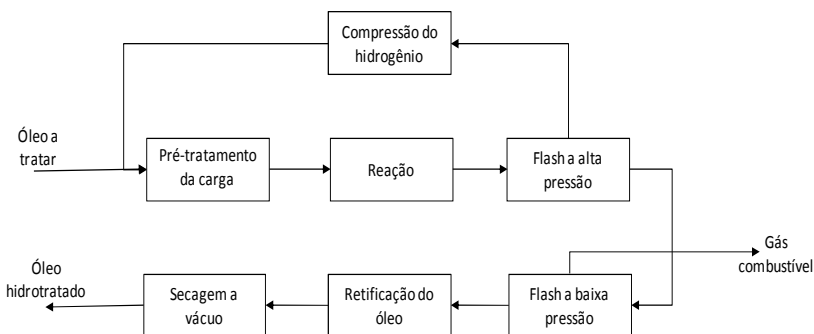 Compressão do
hidrogênio
Óleo a
tratar
Pré-tratamento
da carga
Reação
Flash a alta
pressão
Gás
combustível
Óleo
hidrotratado
Secagem a
vácuo
Retificação do
óleo
Flash a baixa
pressão